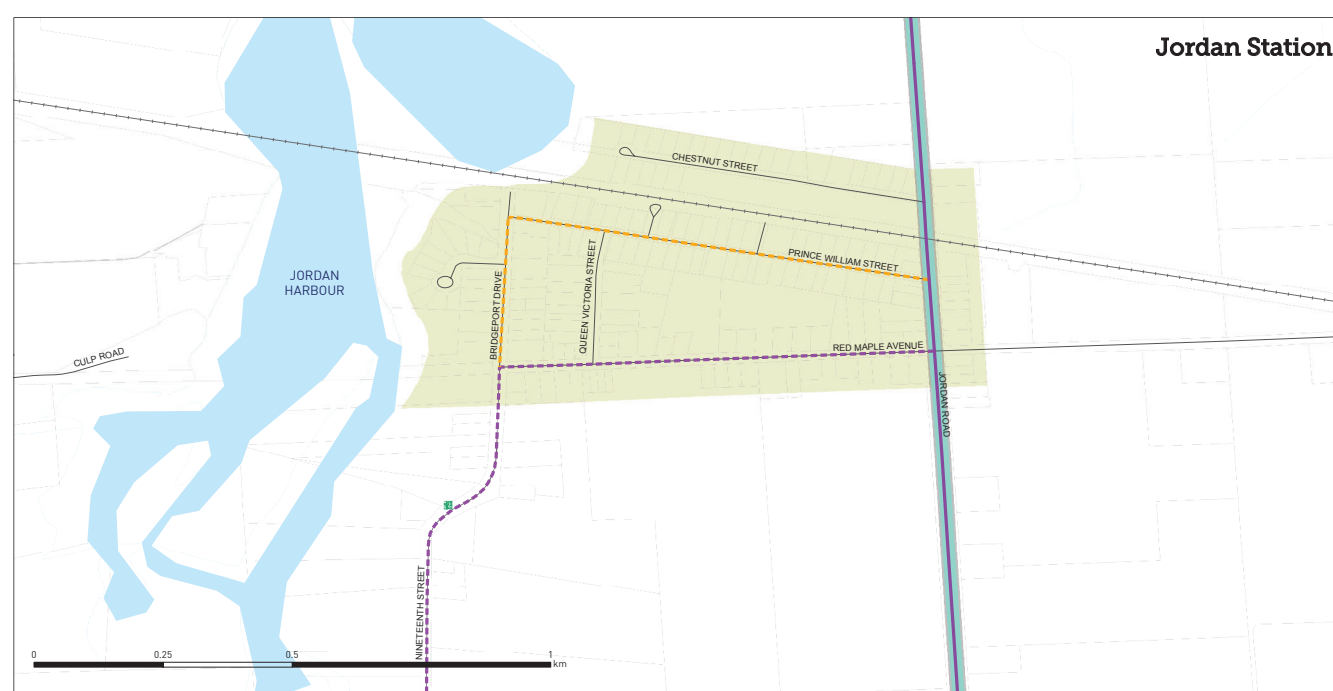 Jordan Station
CHESTNUT STREET
PRINCE WILLIAM STREET
QUEEN VICTORIA STREET
BRIDGEPORT DRIVE
JORDAN
HARBOUR
RED MAPLE AVENUE
CULP ROAD
JORDAN ROAD
NINETEENTH STREET
0 0.25 0.5 1
km